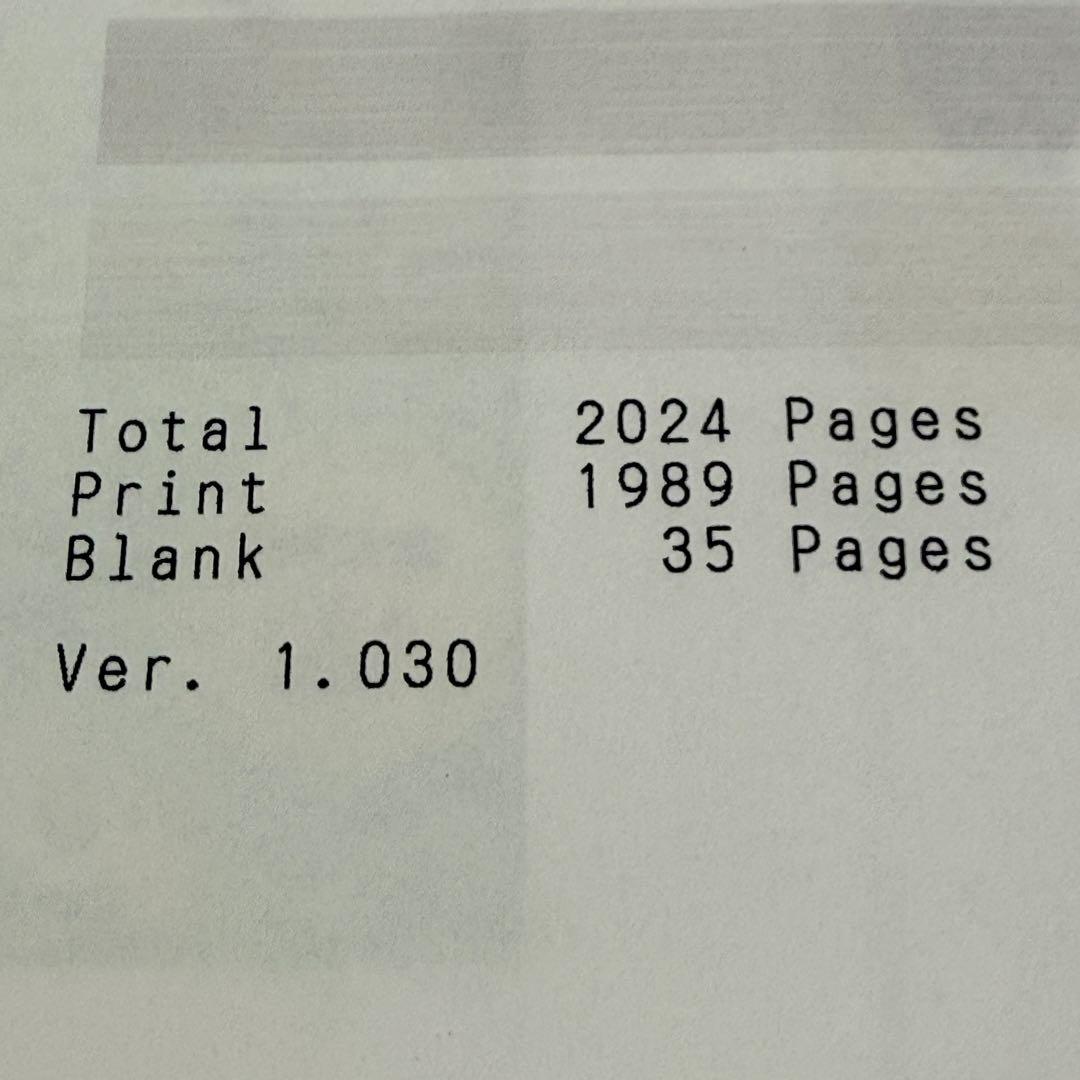 Total 2024 Pages
Print 1989 Pages
Blank 35 Pages
Ver. 1.030